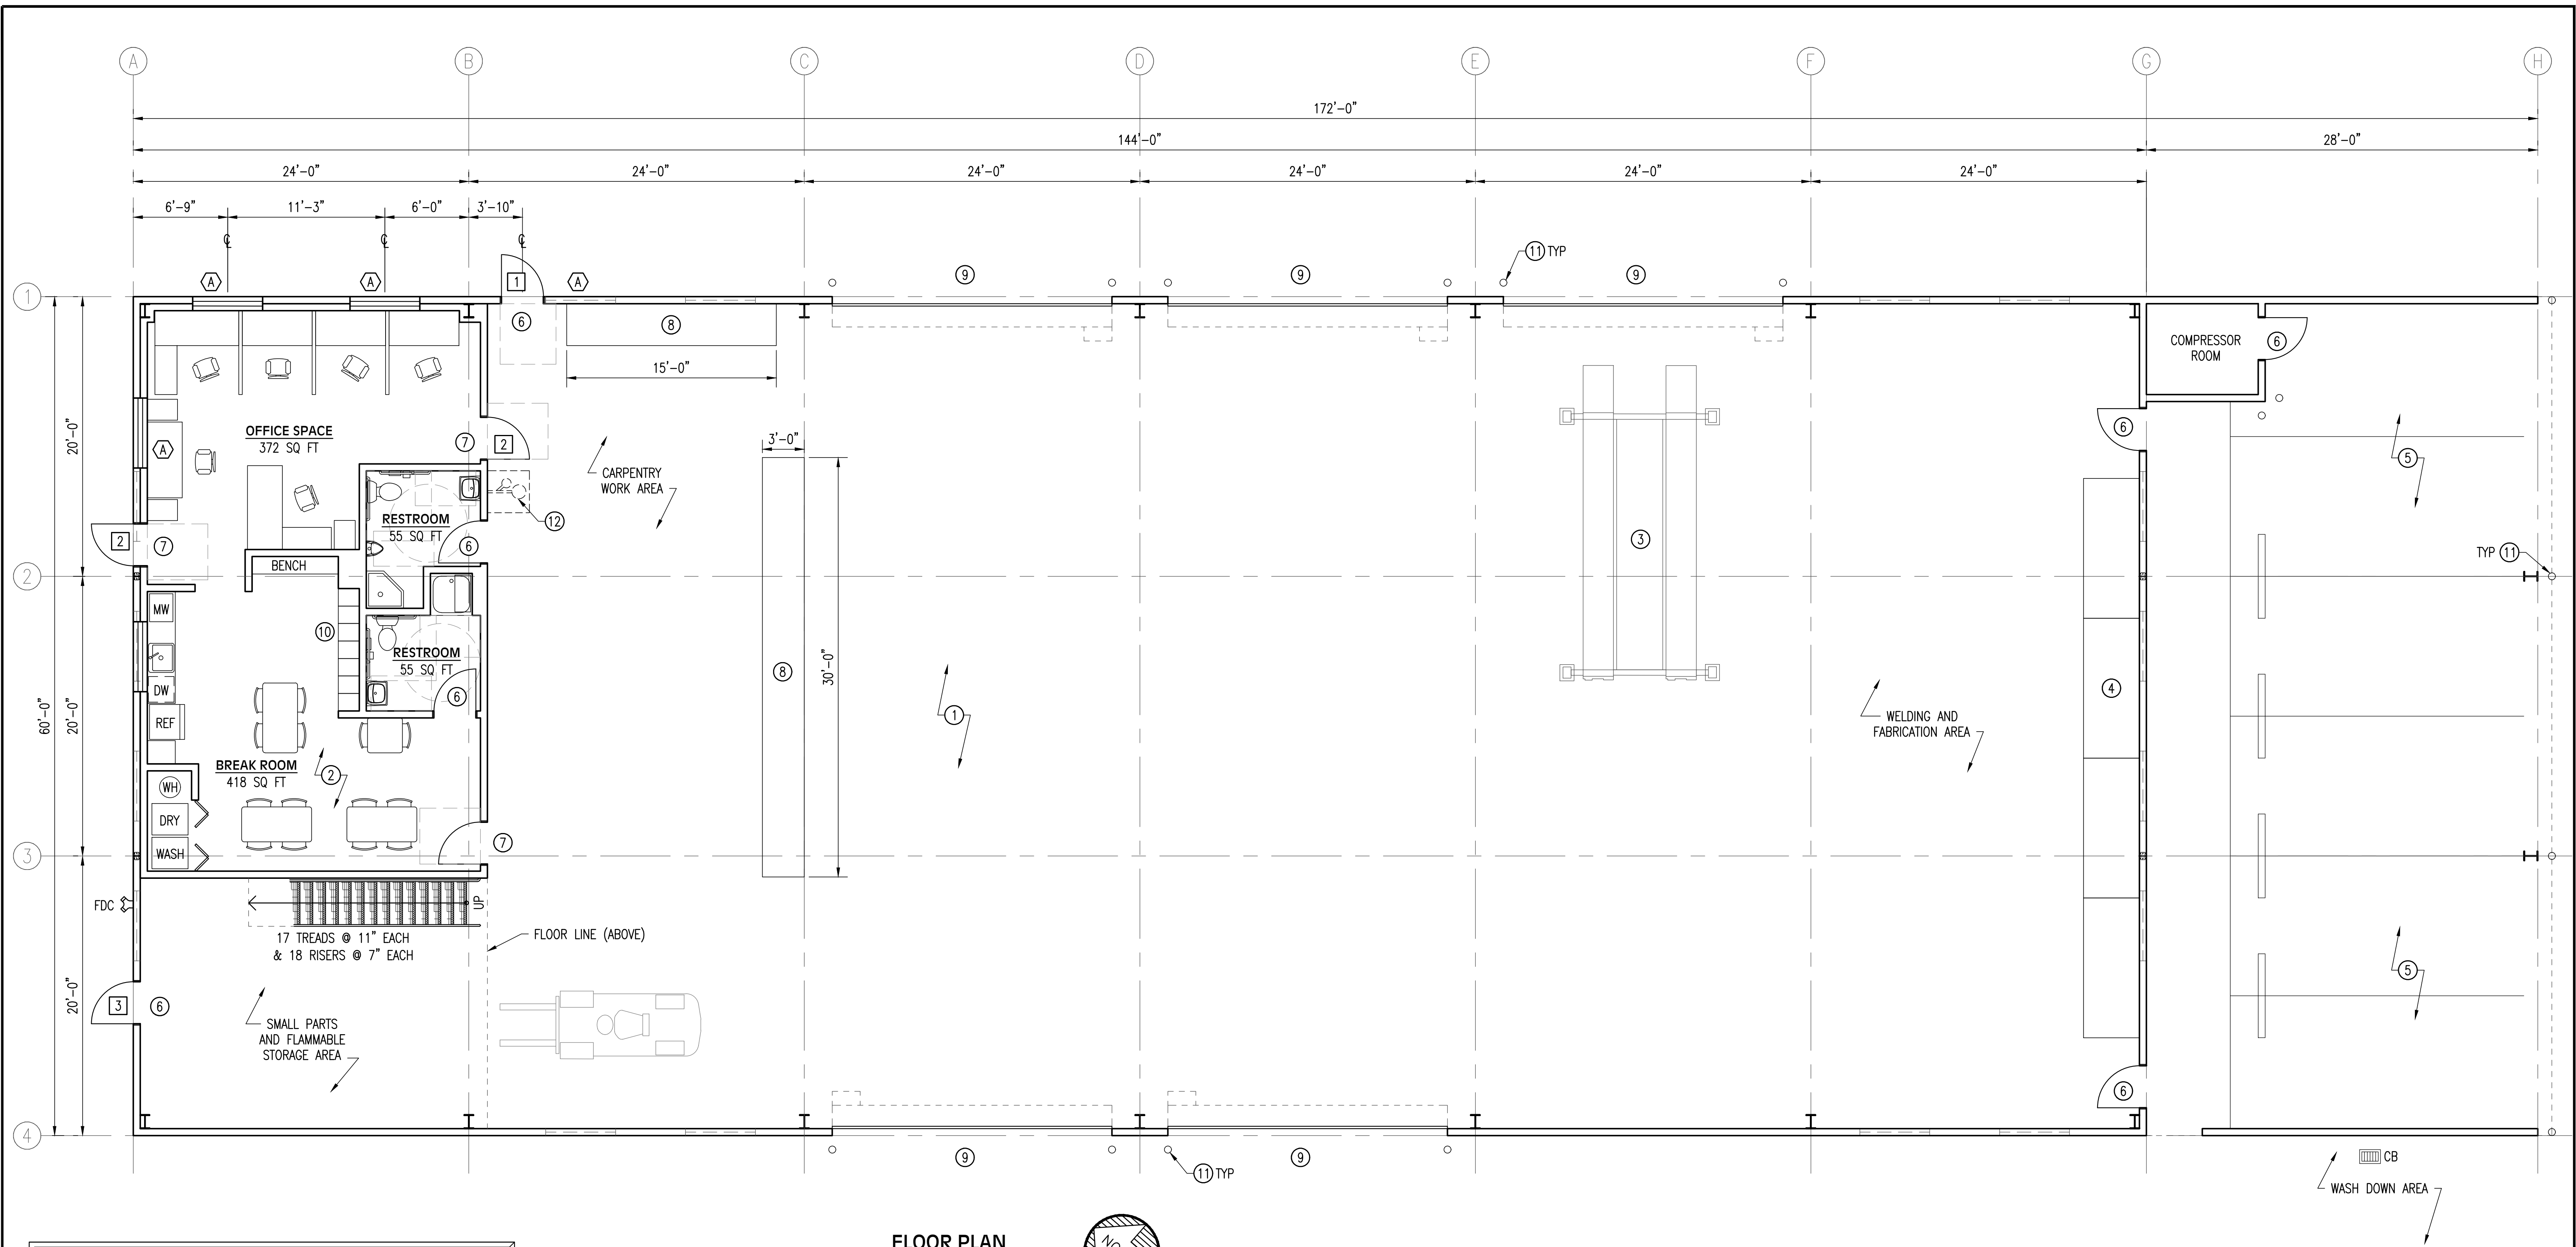 A B C D E F G H
172'-0"
144'-0" 28'-0"
24'-0" 24'-0" 24'-0" 24'-0" 24'-0" 24'-0"
6'-9" 11'-3" 6'-0" 3'-10"
11 TYP
A A 1 A 9 9 9
1
6 8
COMPRESSOR
ROOM
6
15'-0"
OFFICE SPACE
372 SQ FT
7 2
3'-0"
6
20'-0"
A
CARPENTRY
WORK AREA
5
RESTROOM
55 SQ FT
12
3
2 7
6
TYP 11
2
BENCH
MW
10
RESTROOM
55 SQ FT
8
30'-0"
4
DW
6
REF
1
WELDING AND
FABRICATION AREA
60'-0"
20'-0"
BREAK ROOM
418 SQ FT
2
WH
DRY
WASH
7
3
FDC
UP
17 TREADS @ 11" EACH
& 18 RISERS @ 7" EACH
FLOOR LINE (ABOVE)
5
20'-0"
3 6
SMALL PARTS
AND FLAMMABLE
STORAGE AREA
6
4
9 9
11 TYP
CB
WASH DOWN AREA
FLOOR PLAN